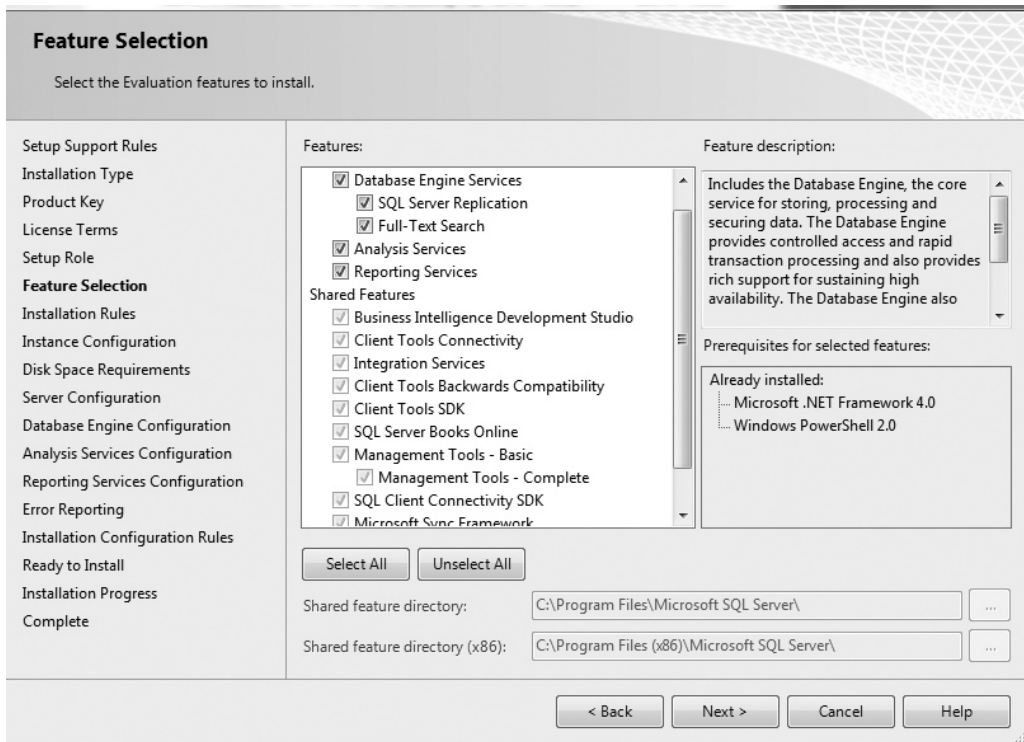 Feature Selection
Select the Evaluation features to install.
Setup Support Rules
Installation Type
Product Key
License Terms
Setup Role
Feature Selection
Installation Rules
Instance Configuration
Disk Space Requirements
Server Configuration
Database Engine Configuration
Analysis Services Configuration
Reporting Services Configuration
Error Reporting
Installation Configuration Rules
Ready to Install
Installation Progress
Complete
Features:
Database Engine Services
SQL Server Replication
Full-Text Search
Analysis Services
Reporting Services
Shared Features
Business Intelligence Development Studio
Client Tools Connectivity
Integration Services
Client Tools Backwards Compatibility
Client Tools SDK
SQL Server Books Online
Management Tools - Basic
Management Tools - Complete
SQL Client Connectivity SDK
Microsoft Sync Framework
Feature description:
Includes the Database Engine, the core
service for storing, processing and
securing data. The Database Engine
provides controlled access and rapid
transaction processing and also provides
rich support for sustaining high
availability. The Database Engine also
Prerequisites for selected features:
Already installed:
Microsoft .NET Framework 4.0
Windows PowerShell 2.0
Select All
Unselect All
Shared feature directory:
C:\Program Files\Microsoft SQL Server\
...
Shared feature directory (x86):
C:\Program Files (x86)\Microsoft SQL Server\
...
< Back
Next >
Cancel
Help